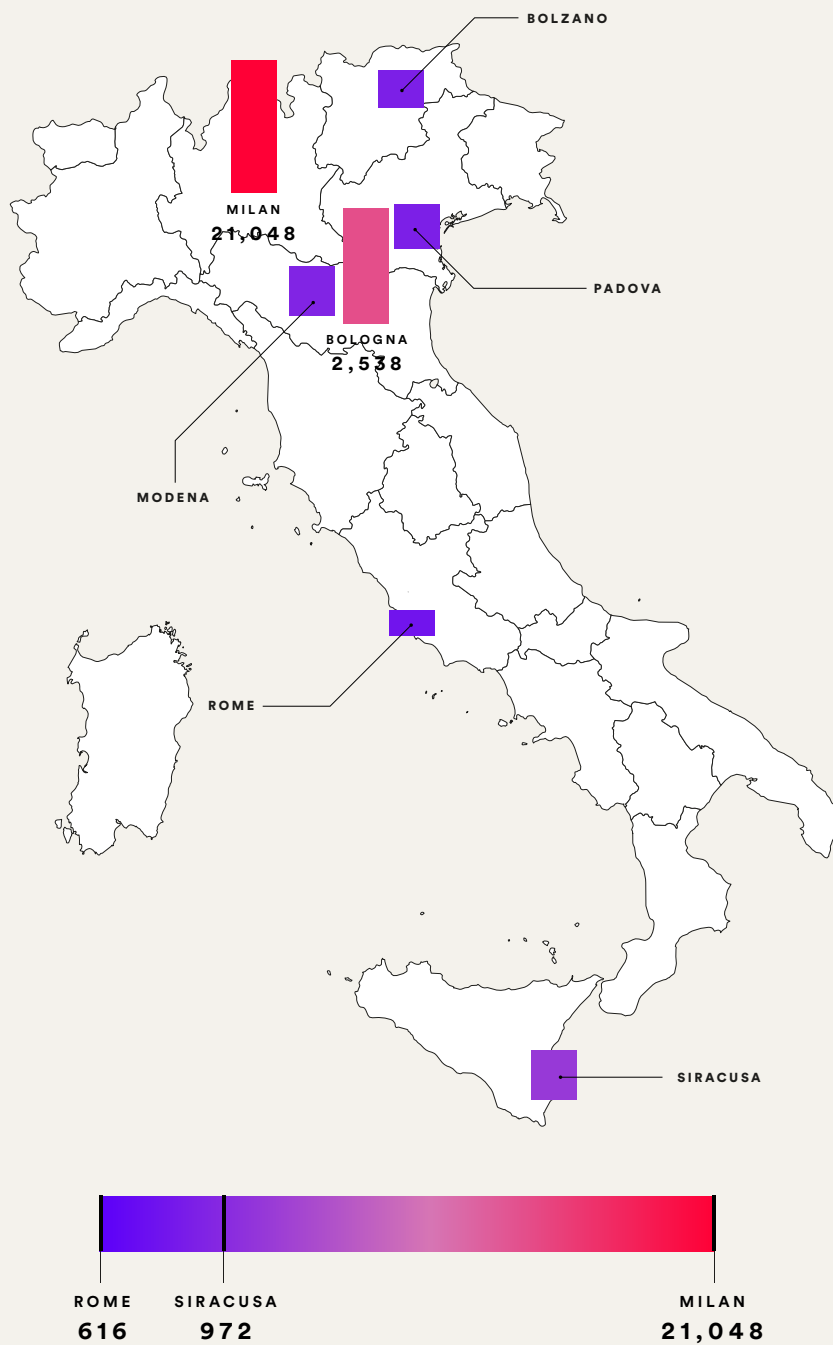 BOLZANO
MILAN
21,048
PADOVA
BOLOGNA
2,538
MODENA
ROME
SIRACUSA
ROME SIRACUSA MILAN
616 972 21,048